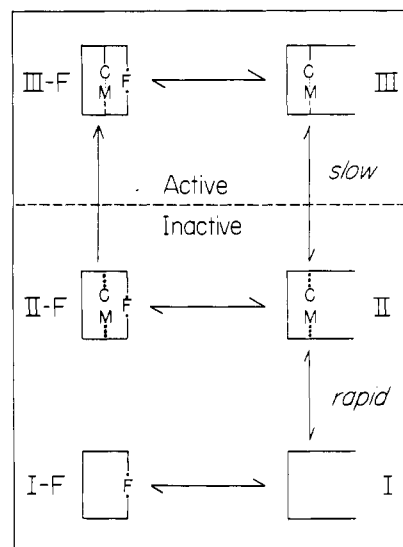 III-F C M F C M III
slow
Active
Inactive
II-F C M F C M II
rapid
I-F F I